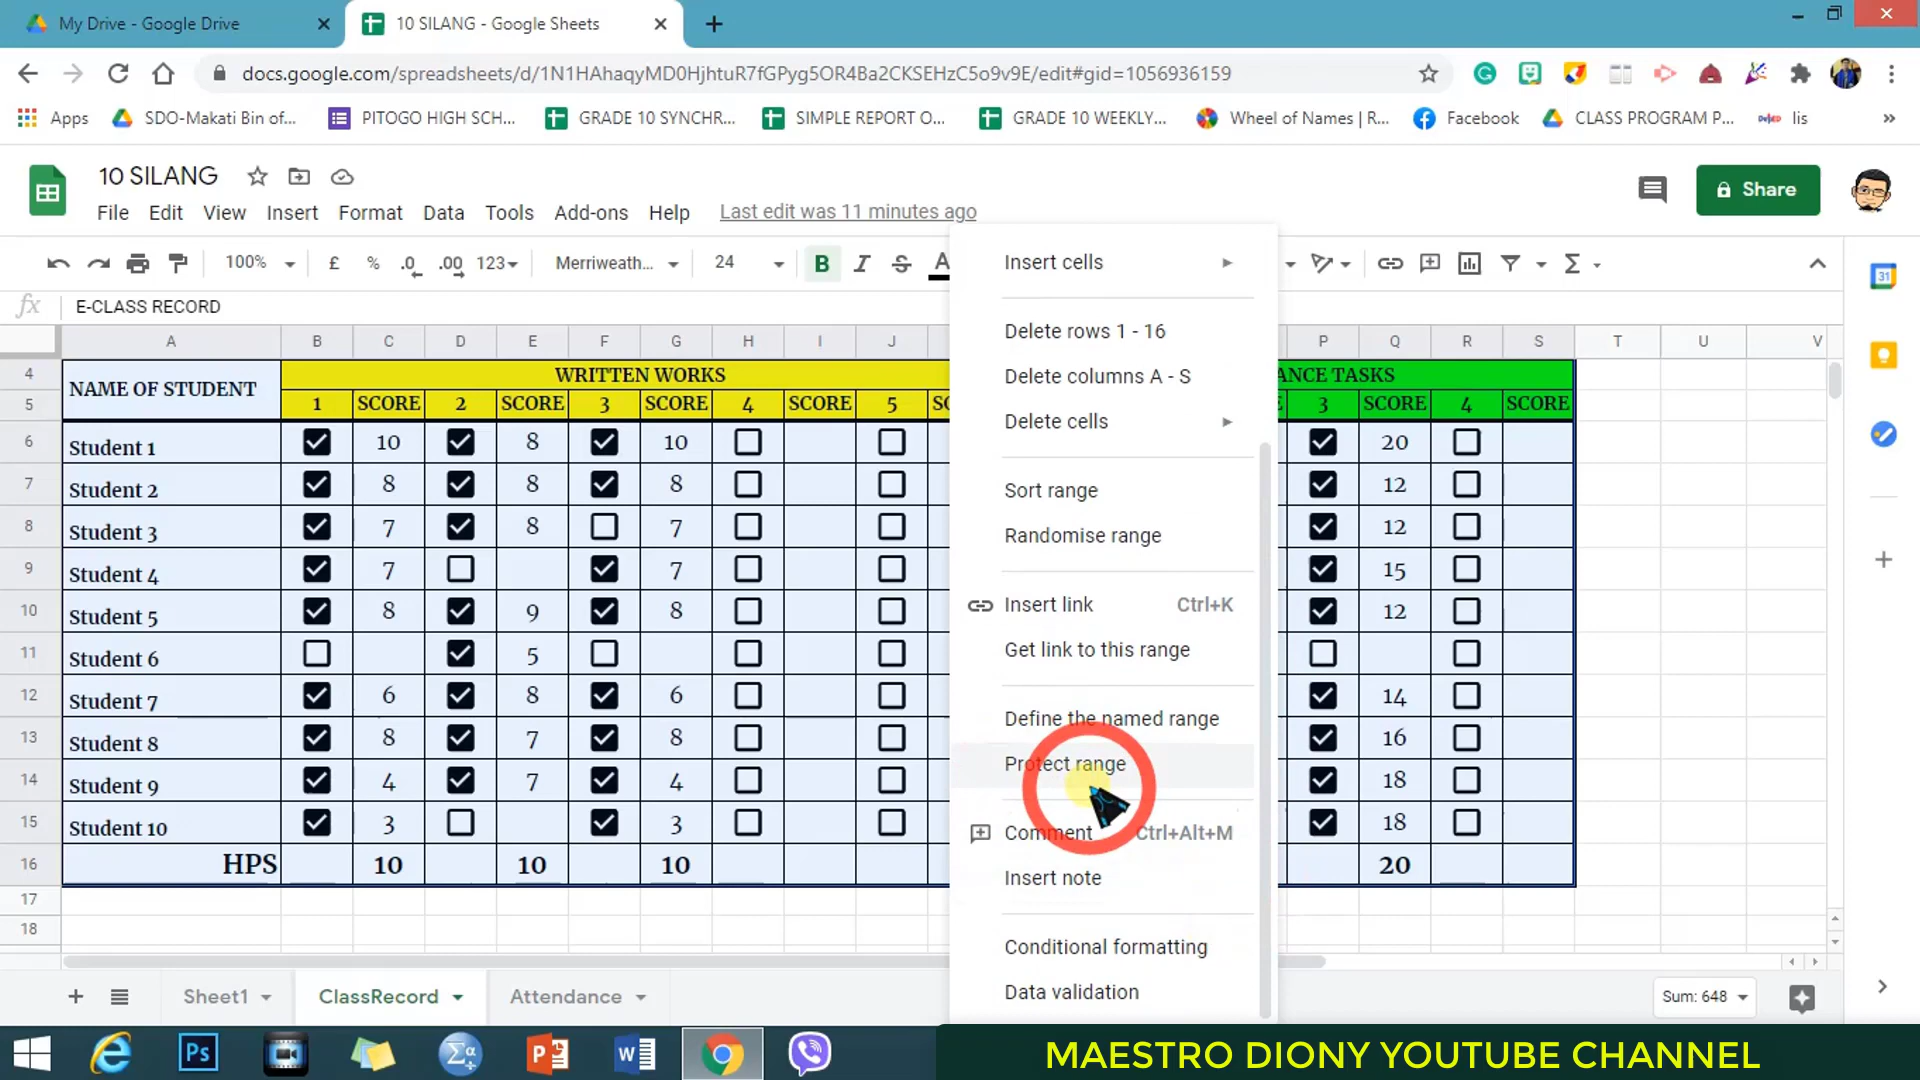 My Drive - Google Drive
10 SILANG - Google Sheets
docs.google.com/spreadsheets/d/1N1HAhaqyMD0HjhtuR7fGPyg5OR4Ba2CKSEHzC5o9v9E/edit#gid=1056936159
Apps SDO-Makati Bin of... PITOGO HIGH SCH... GRADE 10 SYNCHR... SIMPLE REPORT O... GRADE 10 WEEKLY... Wheel of Names | R... Facebook CLASS PROGRAM P... lis »
10 SILANG
Share
File Edit View Insert Format Data Tools Add-ons Help Last edit was 11 minutes ago
100% £ % .0 .00 123 Merriweath... 24 B I S A Σ
fx E-CLASS RECORD
A B C D E F G H I J P Q R S T U V
4 NAME OF STUDENT WRITTEN WORKS ANCE TASKS
5 1 SCORE 2 SCORE 3 SCORE 4 SCORE 5 SC 3 SCORE 4 SCORE
6 Student 1 10 8 10 20
7 Student 2 8 8 8 12
8 Student 3 7 8 7 12
9 Student 4 7 7 15
10 Student 5 8 9 8 12
11 Student 6 5
12 Student 7 6 8 6 14
13 Student 8 8 7 8 16
14 Student 9 4 7 4 18
15 Student 10 3 3 18
16 HPS 10 10 10 20
17
18
Insert cells
Delete rows 1 - 16
Delete columns A - S
Delete cells
Sort range
Randomise range
Insert link Ctrl+K
Get link to this range
Define the named range
Protect range
Comment Ctrl+Alt+M
Insert note
Conditional formatting
Data validation
31
Sheet1 ClassRecord Attendance Sum: 648
Ps
MAESTRO DIONY YOUTUBE CHANNEL